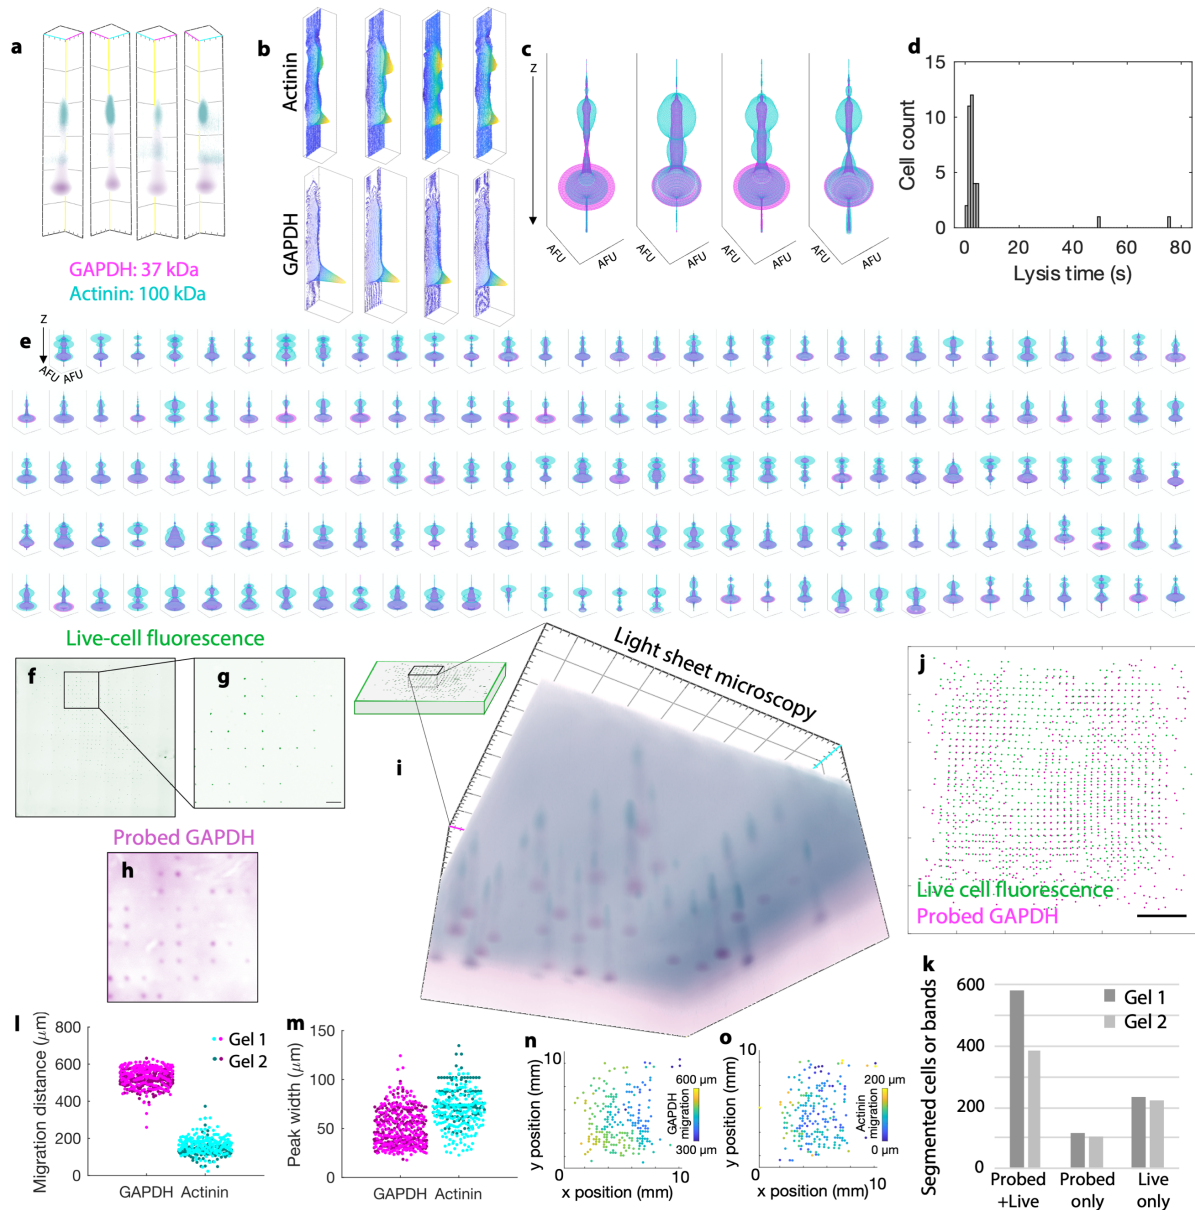 a
GAPDH: 37 kDa
Actinin: 100 kDa
b
Actinin
GAPDH
c
z
AFU
AFU
AFU
AFU
AFU
AFU
AFU
AFU
d
Cell count
15
10
5
0
0 20 40 60 80
Lysis time (s)
e
z
AFU AFU
Live-cell fluorescence
f
g
Probed GAPDH
h
Light sheet microscopy
i
j
Live cell fluorescence
Probed GAPDH
k
Segmented cells or bands
600
400
200
0
Gel 1
Gel 2
Probed +Live
Probed only
Live only
l
Migration distance (μm)
800
600
400
200
0
GAPDH Actinin
Gel 1
Gel 2
m
Peak width (μm)
150
100
50
0
GAPDH Actinin
n
y position (mm)
10
x position (mm)
10
600 μm
GAPDH migration
300 μm
o
y position (mm)
10
x position (mm)
10
200 μm
Actinin migration
0 μm